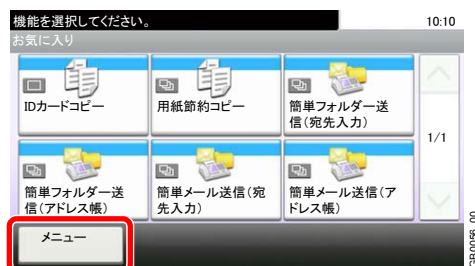 機能を選択してください。
10:10
お気に入り
IDカードコピー
用紙節約コピー
簡単フォルダー送
信(宛先入力)
1/1
簡単フォルダー送
信(アドレス帳)
簡単メール送信(宛
先入力)
簡単メール送信(ア
ドレス帳)
メニュー